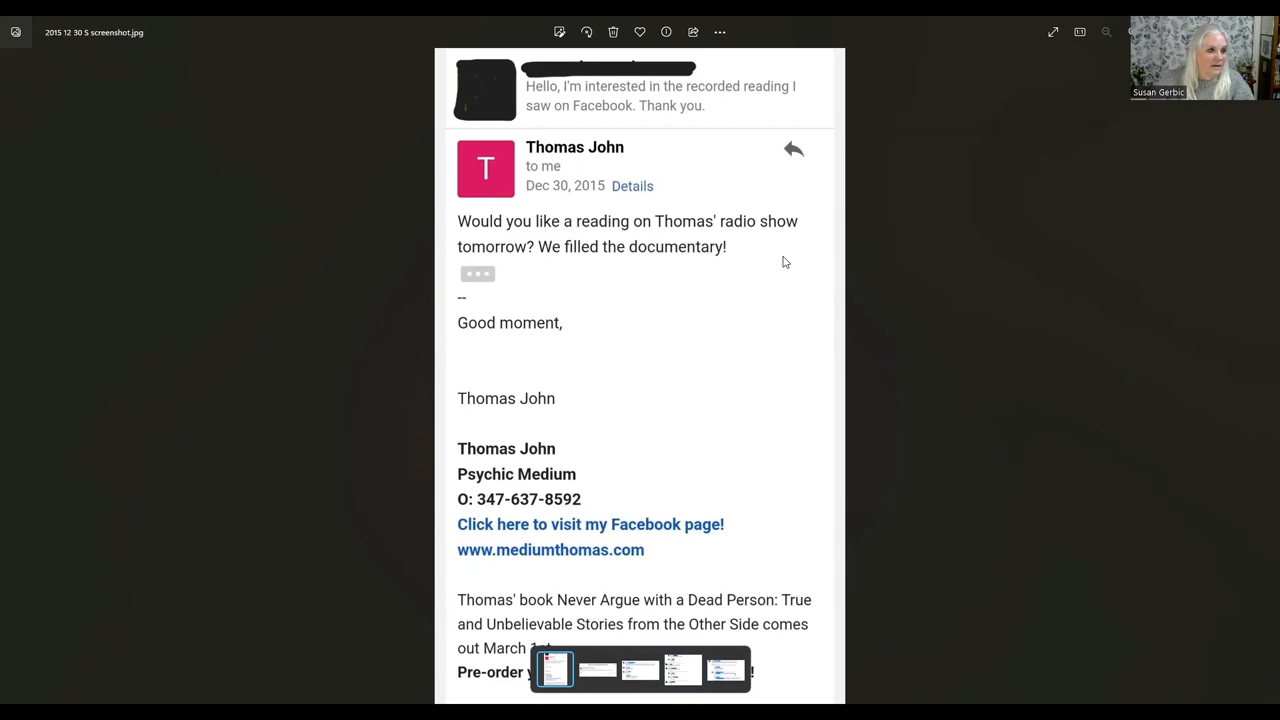 2015 12 30 S screenshot.jpg
Susan Gerbic
Hello, I'm interested in the recorded reading I
saw on Facebook. Thank you.
T
Thomas John
to me
Dec 30, 2015 Details
Would you like a reading on Thomas' radio show
tomorrow? We filled the documentary!
--
Good moment,
Thomas John
Thomas John
Psychic Medium
O: 347-637-8592
Click here to visit my Facebook page!
www.mediumthomas.com
Thomas' book Never Argue with a Dead Person: True
and Unbelievable Stories from the Other Side comes
out March
Pre-order
!